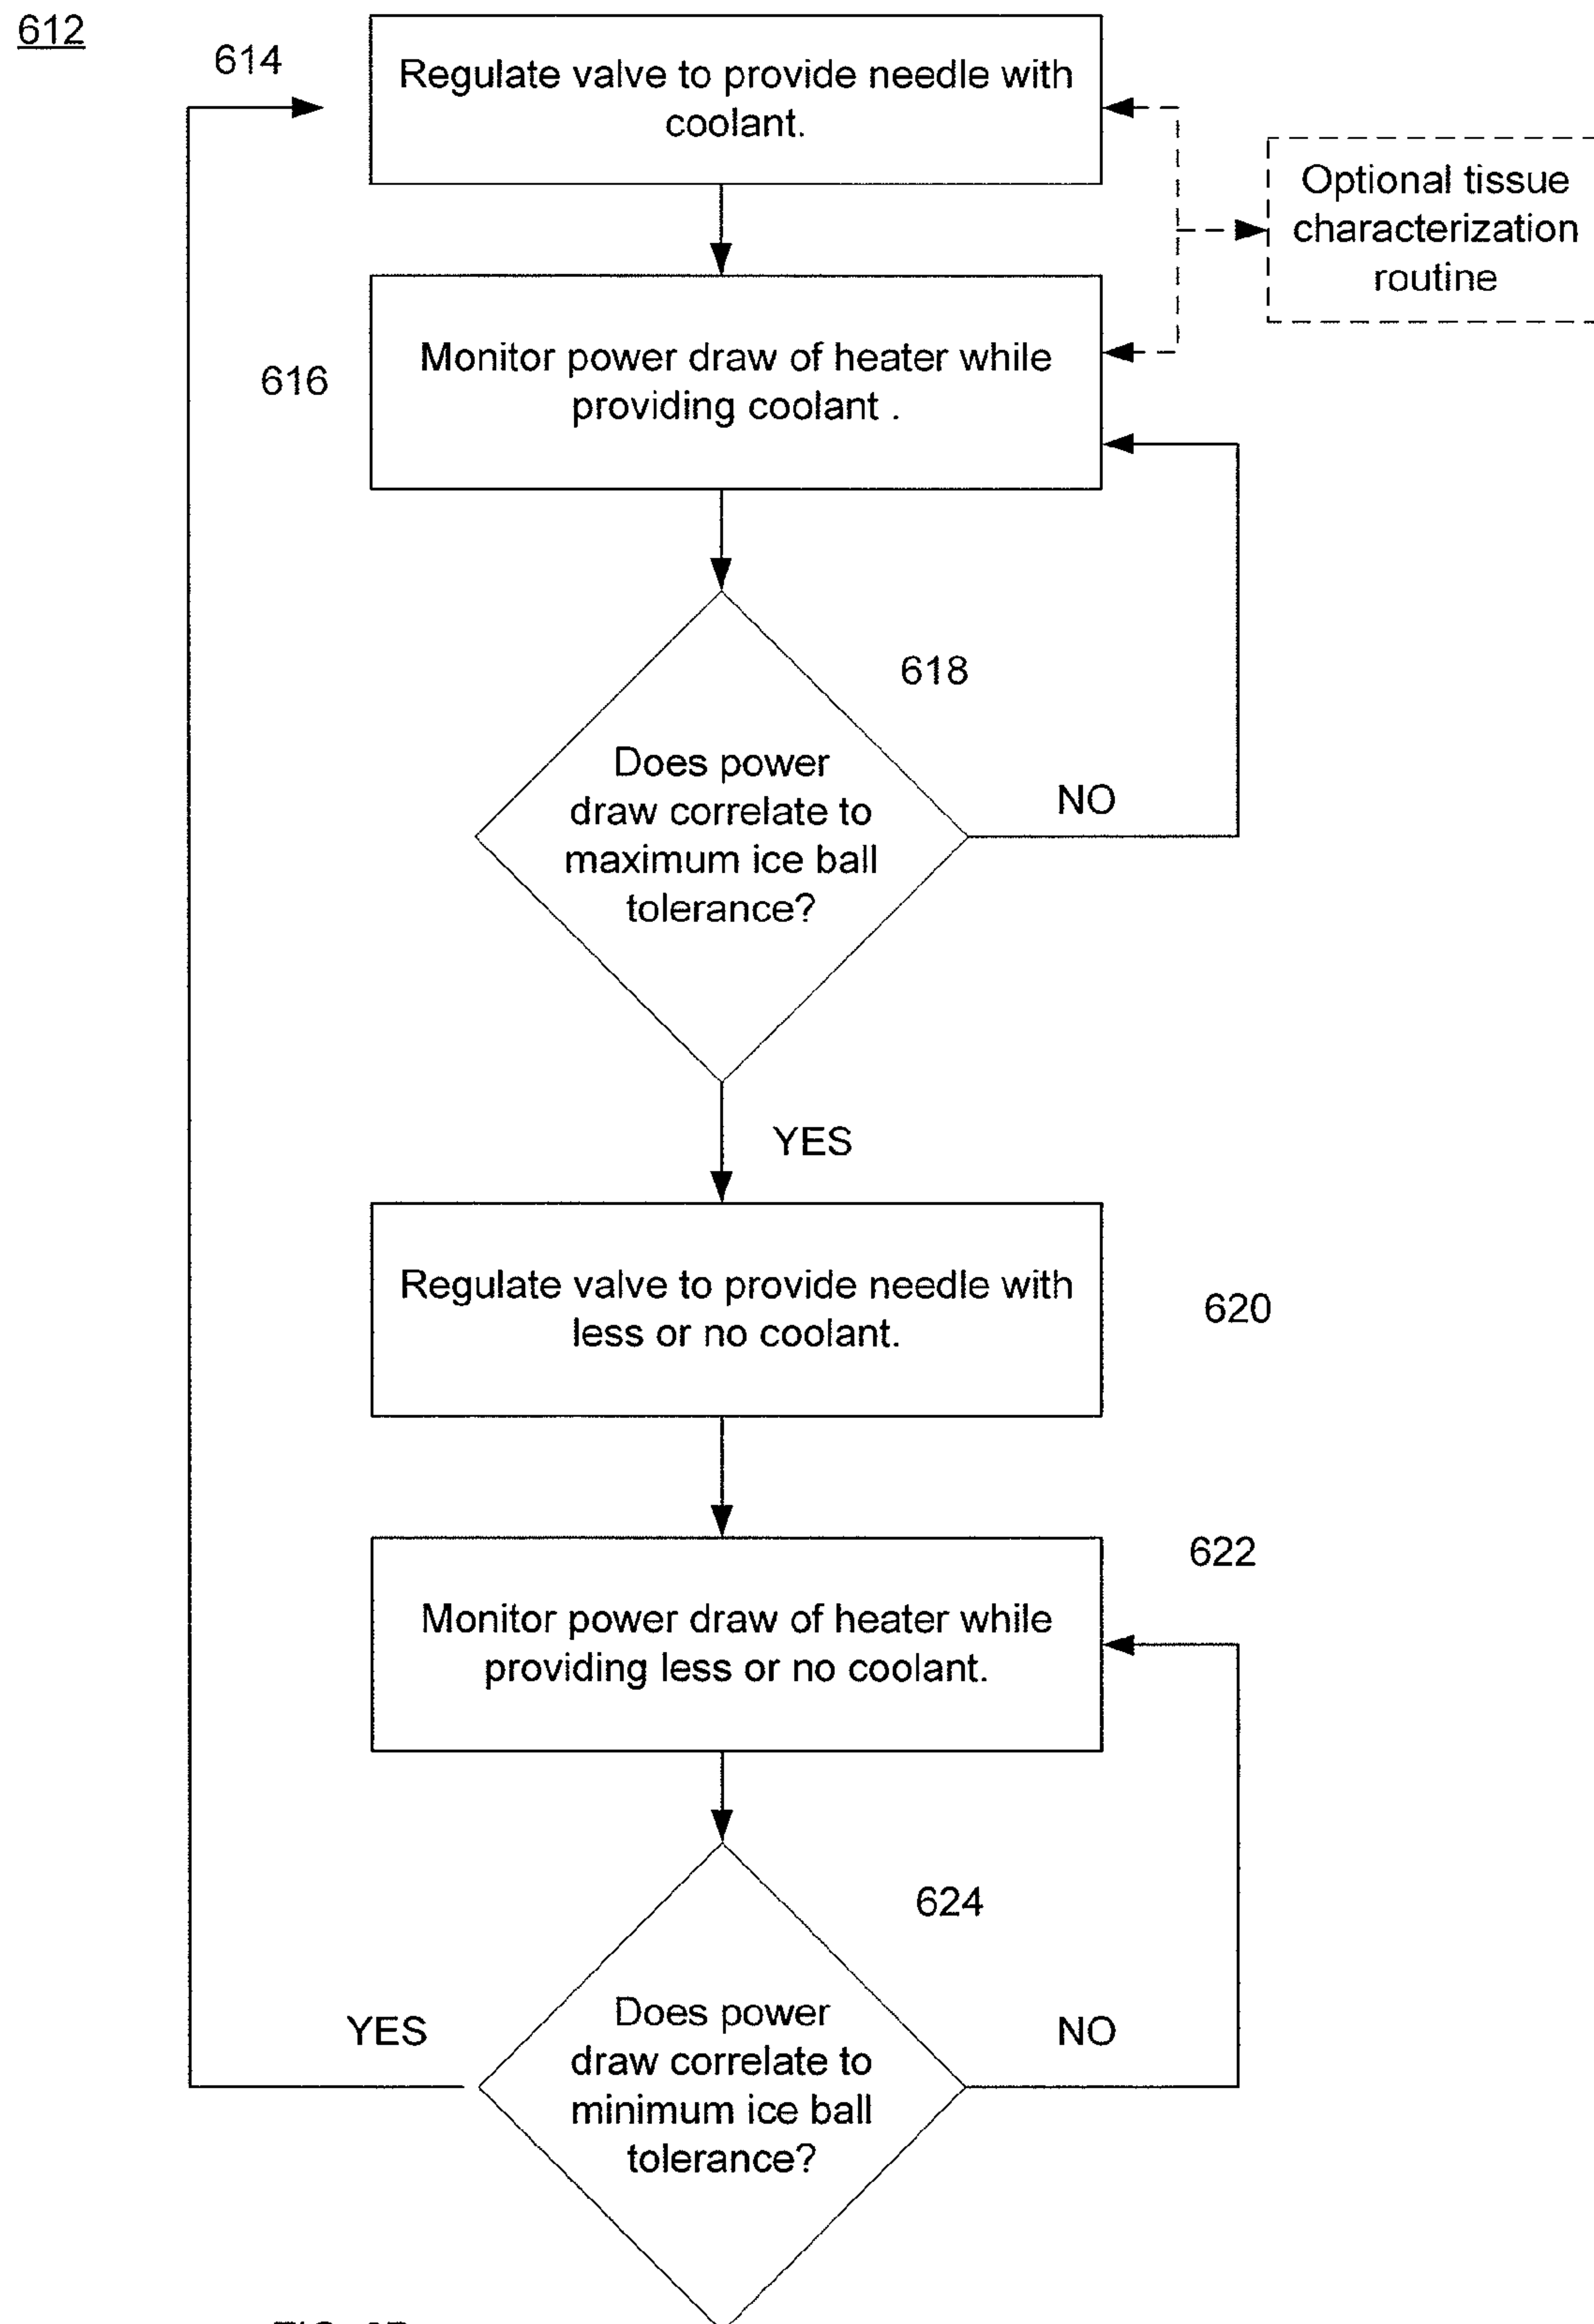 612
614
Regulate valve to provide needle with
coolant.
Optional tissue
characterization
routine
616
Monitor power draw of heater while
providing coolant .
618
Does power
draw correlate to
maximum ice ball
tolerance?
NO
YES
Regulate valve to provide needle with
less or no coolant.
620
622
Monitor power draw of heater while
providing less or no coolant.
624
Does power
draw correlate to
minimum ice ball
tolerance?
YES
NO